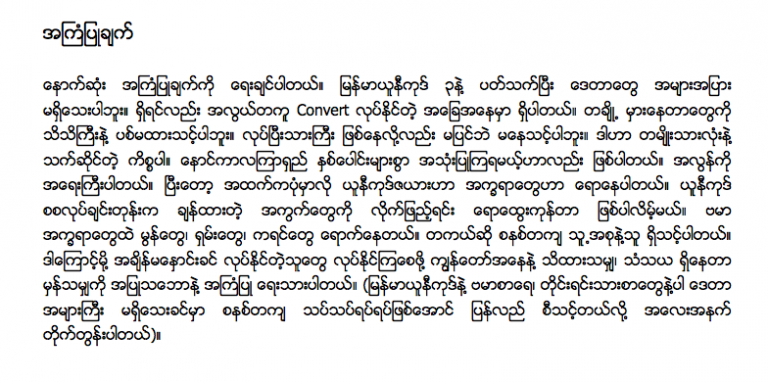 အကြံပြုချက်
နောက်ဆုံး အကြံပြုချက်ကို ရေးချင်ပါတယ်။ မြန်မာယူနီကုဒ် ၃နဲ့ ပတ်သက်ပြီး ဒေတာတွေ အများအပြား
မရှိသေးပါဘူး။ ရှိရင်လည်း အလွယ်တကူ Convert လုပ်နိုင်တဲ့ အခြေအနေမှာ ရှိပါတယ်။ တချို့ မှားနေတာတွေကို
သိသိကြီးနဲ့ ပစ်မထားသင့်ပါဘူး။ လုပ်ပြီးသားကြီး ဖြစ်နေလို့လည်း မပြင်ဘဲ မနေသင့်ပါဘူး။ ဒါဟာ တမျိုးသားလုံးနဲ့
သက်ဆိုင်တဲ့ ကိစ္စပါ။ နောင်ကာလကြာရှည် နှစ်ပေါင်းများစွာ အသုံးပြုကြရမယ့်ဟာလည်း ဖြစ်ပါတယ်။ အလွန်ကို
အရေးကြီးပါတယ်။ ပြီးတော့ အထက်ကပုံမှာလို ယူနီကုဒ်ဇယားဟာ အက္ခရာတွေဟာ ရောနေပါတယ်။ ယူနီကုဒ်
စစလုပ်ချင်းတုန်းက ချန်ထားတဲ့ အကွက်တွေကို လိုက်ဖြည့်ရင်း ရောထွေးကုန်တာ ဖြစ်ပါလိမ့်မယ်။ ဗမာ
အက္ခရာတွေထဲ မွန်တွေ၊ ရှမ်းတွေ၊ ကရင်တွေ ရောက်နေတယ်။ တကယ်ဆို စနစ်တကျ သူ့အစုနဲ့သူ ရှိသင့်ပါတယ်။
ဒါကြောင့်မို့ အချိန်မနှောင်းခင် လုပ်နိုင်တဲ့သူတွေ လုပ်နိုင်ကြစေဖို့ ကျွန်တော်အနေနဲ့ သိထားသမျှ၊ သံသယ ရှိနေတာ
မှန်သမျှကို အပြုသဘောနဲ့ အကြံပြု ရေးသားပါတယ်။ (မြန်မာယူနီကုဒ်နဲ့ ဗမာစာရေ၊ တိုင်းရင်းသားစာတွေနဲ့ပါ ဒေတာ
အများကြီး မရှိသေးခင်မှာ စနစ်တကျ သပ်သပ်ရပ်ရပ်ဖြစ်အောင် ပြန်လည် စီသင့်တယ်လို့ အလေးအနက်
တိုက်တွန်းပါတယ်)။